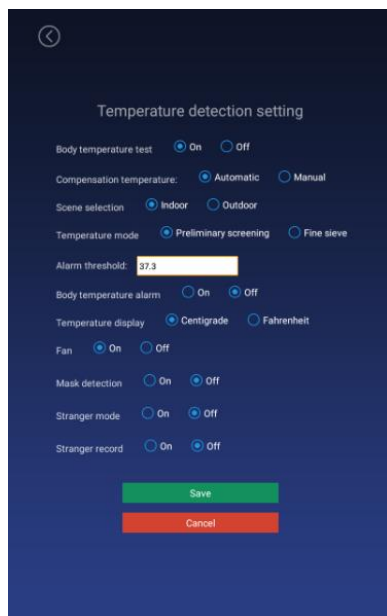 Temperature detection setting
Body temperature test On Off
Compensation temperature: Automatic Manual
Scene selection Indoor Outdoor
Temperature mode Preliminary screening Fine sieve
Alarm threshold: 37.3
Body temperature alarm On Off
Temperature display Centigrade Fahrenheit
Fan On Off
Mask detection On Off
Stranger mode On Off
Stranger record On Off
Save
Cancel